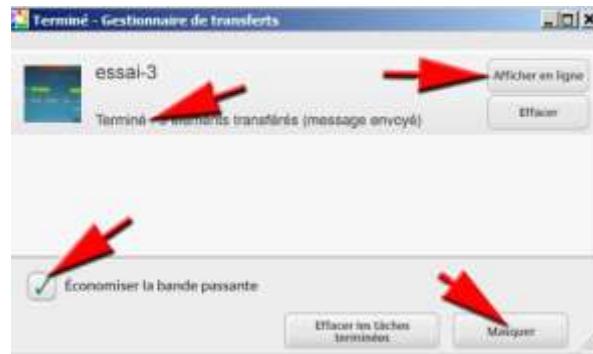 Terminé - Gestionnaire de transferts
essai-3
Afficher en ligne
Terminé - éléments transférés (message envoyé)
Effacer
Économiser la bande passante
Effacer les tâches
terminées
Masquer